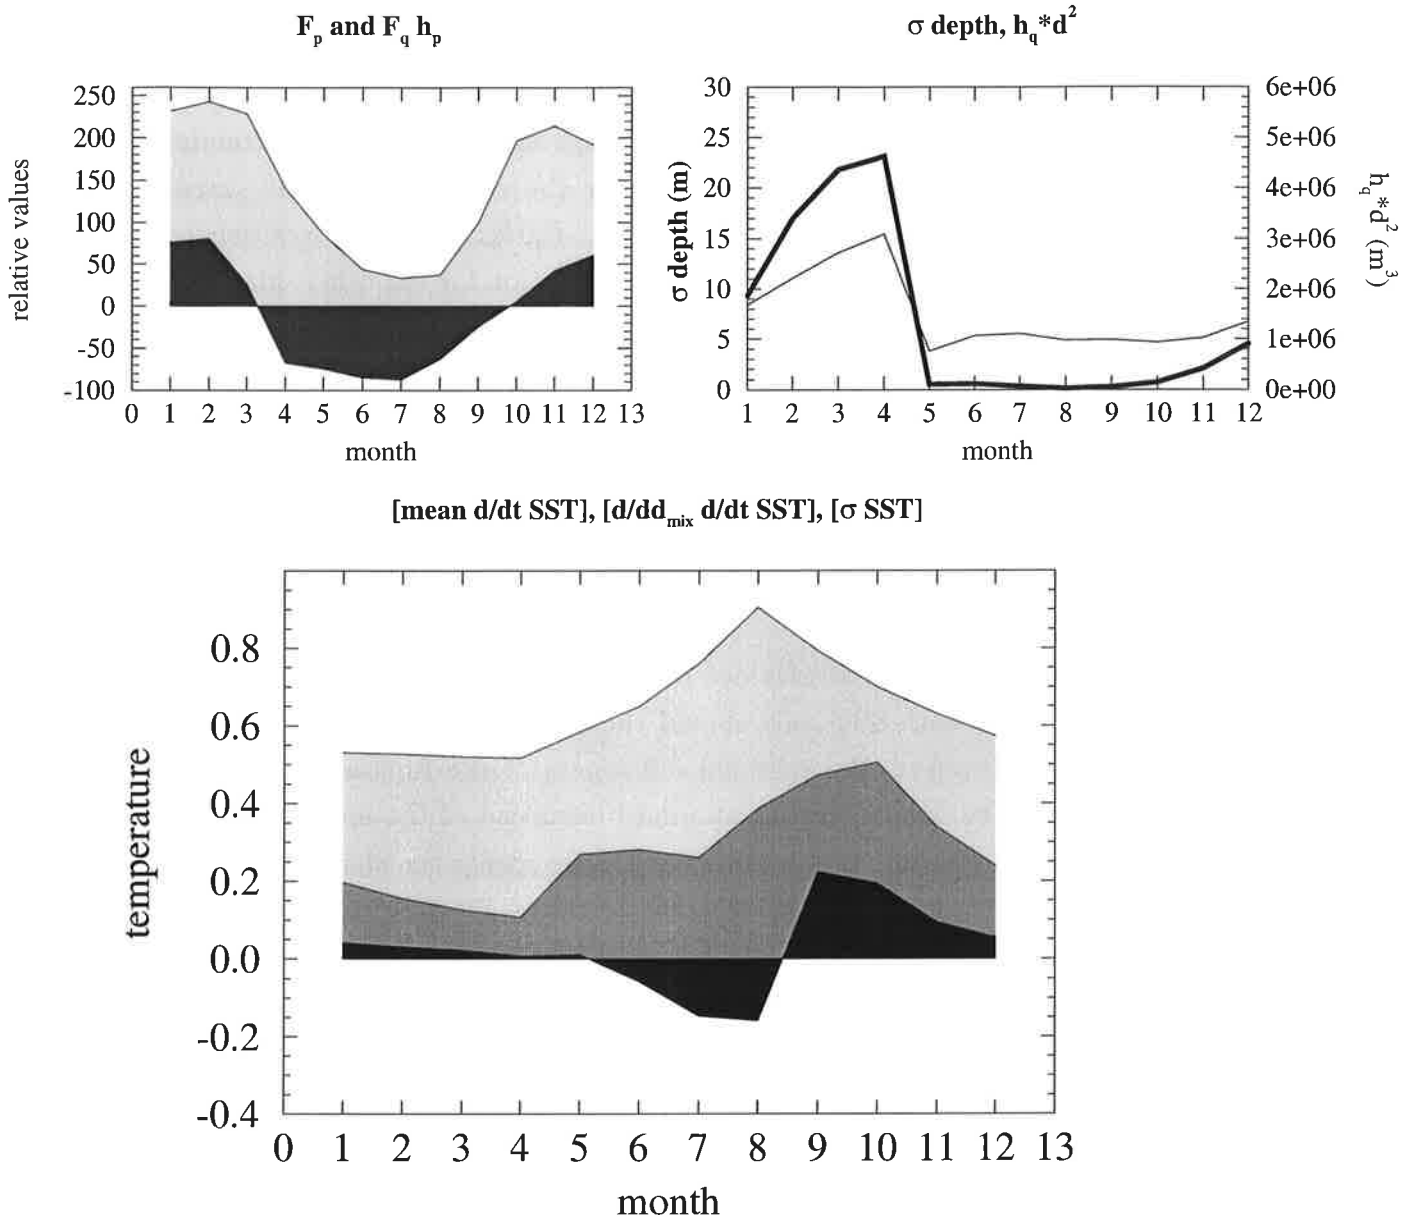 F_p and F_q h_p
relative values
250
200
150
100
50
0
-50
-100
0 1 2 3 4 5 6 7 8 9 10 11 12 13
month
σ depth, h_q*d²
σ depth (m)
30
25
20
15
10
5
0
6e+06
5e+06
4e+06
3e+06
2e+06
1e+06
0e+00
h_q*d² (m³)
1 2 3 4 5 6 7 8 9 10 11 12
month
[mean d/dt SST], [d/dd_mix d/dt SST], [σ SST]
temperature
0.8
0.6
0.4
0.2
0.0
-0.2
-0.4
0 1 2 3 4 5 6 7 8 9 10 11 12 13
month